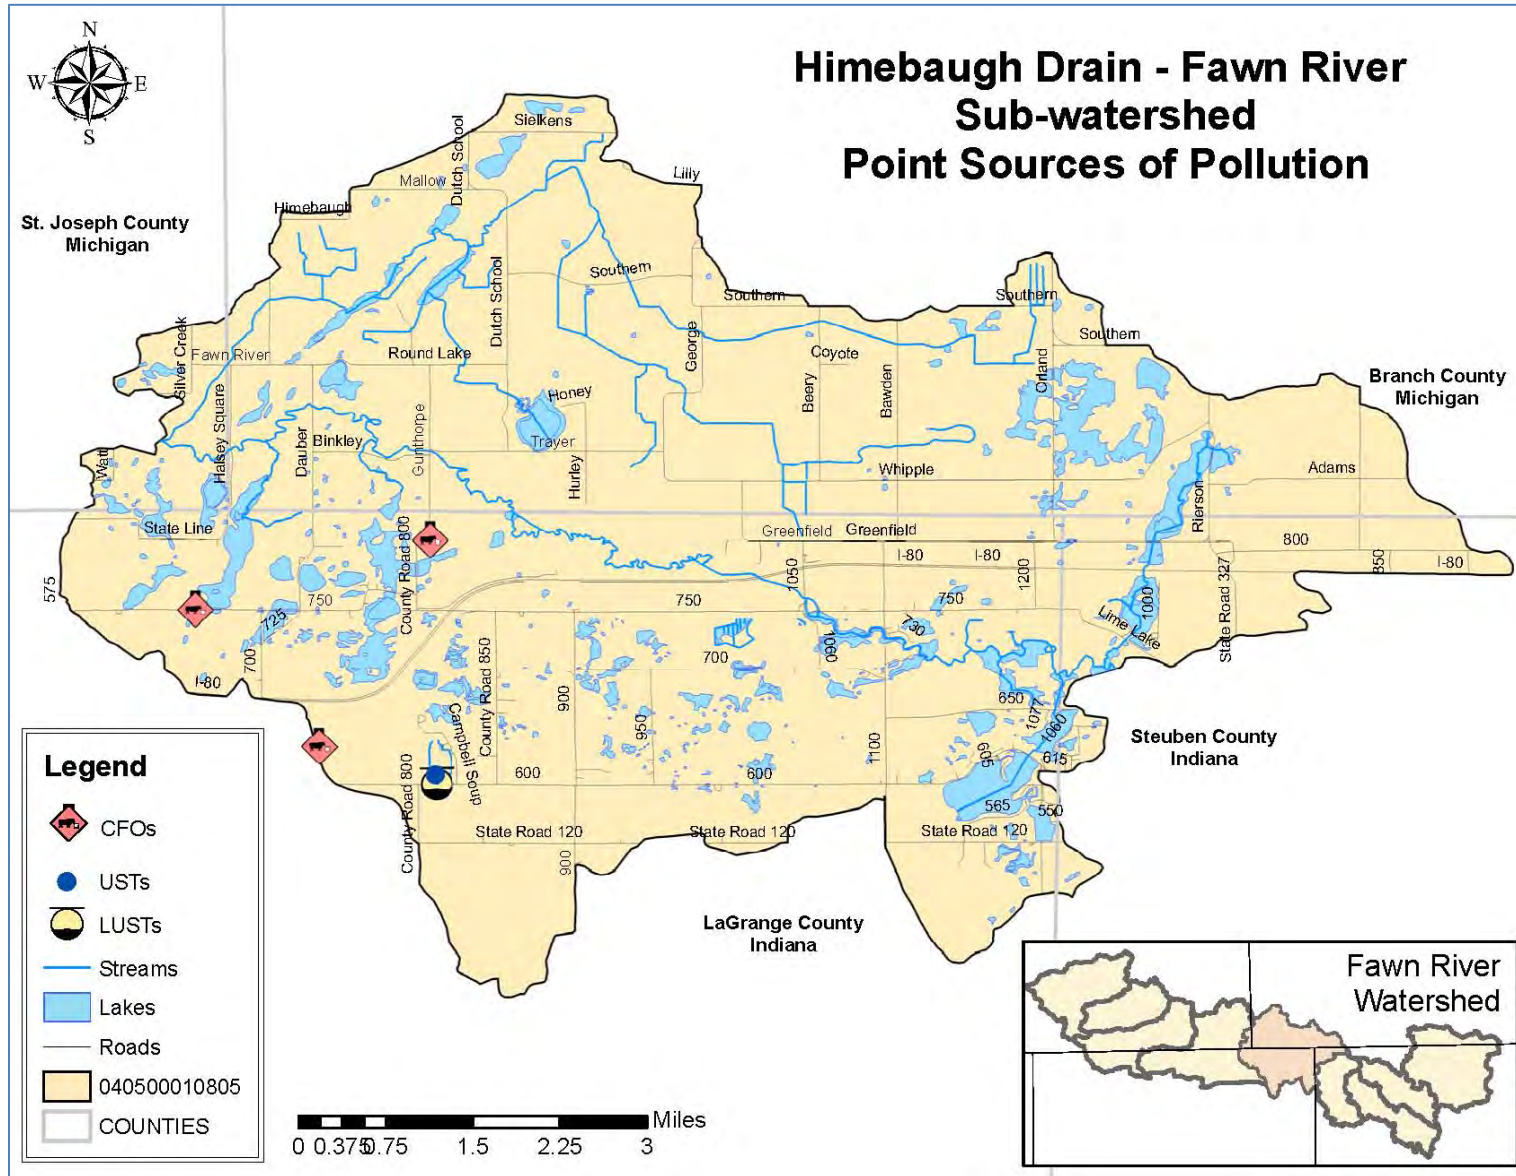 N
W
E
S
Himebaugh Drain - Fawn River
Sub-watershed
Point Sources of Pollution
St. Joseph County
Michigan
Branch County
Michigan
Steuben County
Indiana
LaGrange County
Indiana
Sielkens
Dutch School
Mallow
Lilly
Himebaugh
Southern
Dutch School
Southern
Southern
Southern
Silver Creek
Fawn River
Round Lake
George
Coyote
Orland
Beery
Bawden
Honey
Halsey Square
Gunthorpe
Dauber
Binkley
Trayer
Watt
Hurley
Whipple
Adams
Rierson
State Line
County Road 800
Greenfield
Greenfield
800
I-80
I-80
850
I-80
575
1050
1200
State Road 327
750
750
750
1000
725
730
Lime Lake
1090
700
700
I-80
County Road 850
900
650
1077
1060
Campbell Soup
950
1100
605
615
County Road 800
600
600
565
550
State Road 120
State Road 120
State Road 120
900
Legend
CFOs
USTs
LUSTs
Streams
Lakes
Roads
040500010805
COUNTIES
Miles
0 0.375 0.75 1.5 2.25 3
Fawn River
Watershed